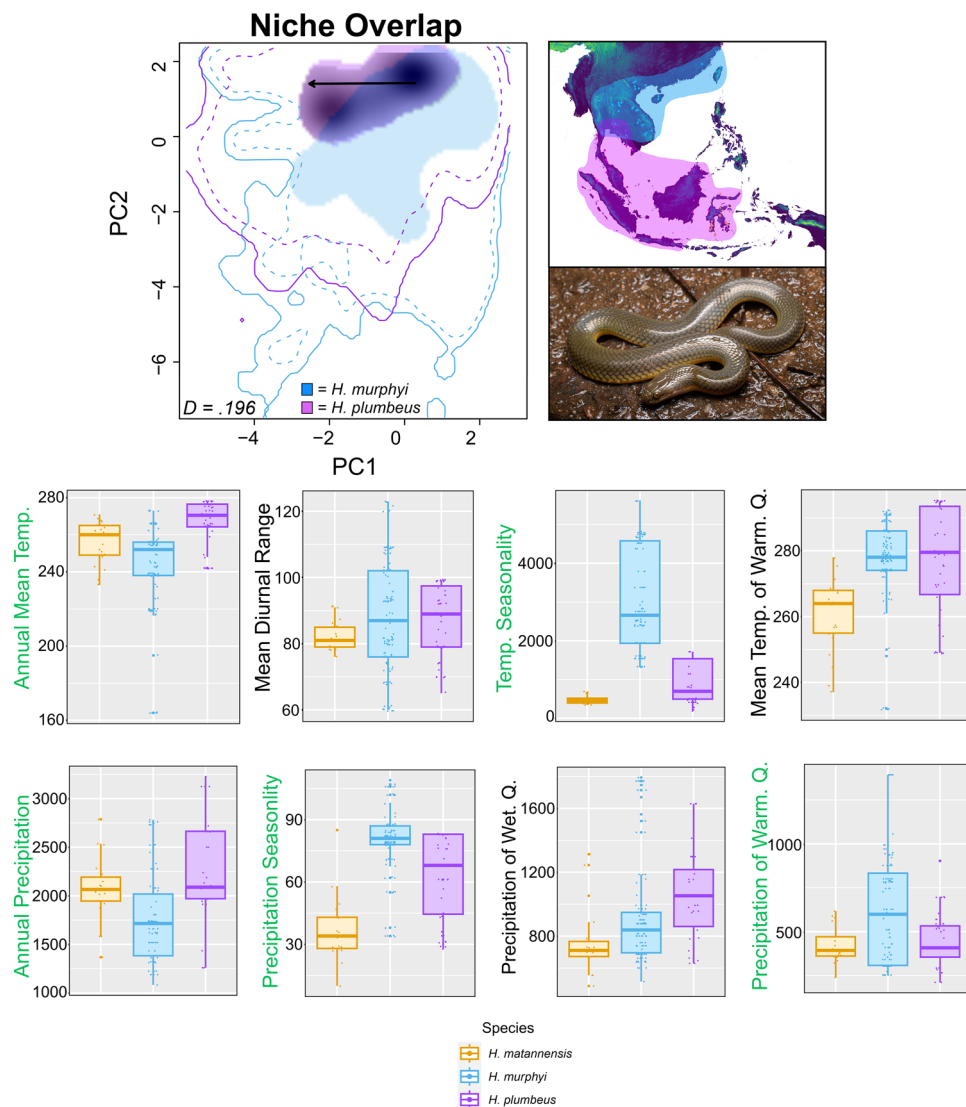 Niche Overlap
PC2
2
0
−2
−4
−6
= H. murphyi
= H. plumbeus
D = .196
−4
−2
0
2
PC1
Annual Mean Temp.
280
240
200
160
Mean Diurnal Range
120
100
80
60
Temp. Seasonality
4000
2000
0
Mean Temp. of Warm. Q.
280
260
240
Annual Precipitation
3000
2500
2000
1500
1000
Precipitation Seasonlity
90
60
30
Precipitation of Wet. Q.
1600
1200
800
Precipitation of Warm. Q.
1000
500
Species
H. matannensis
H. murphyi
H. plumbeus